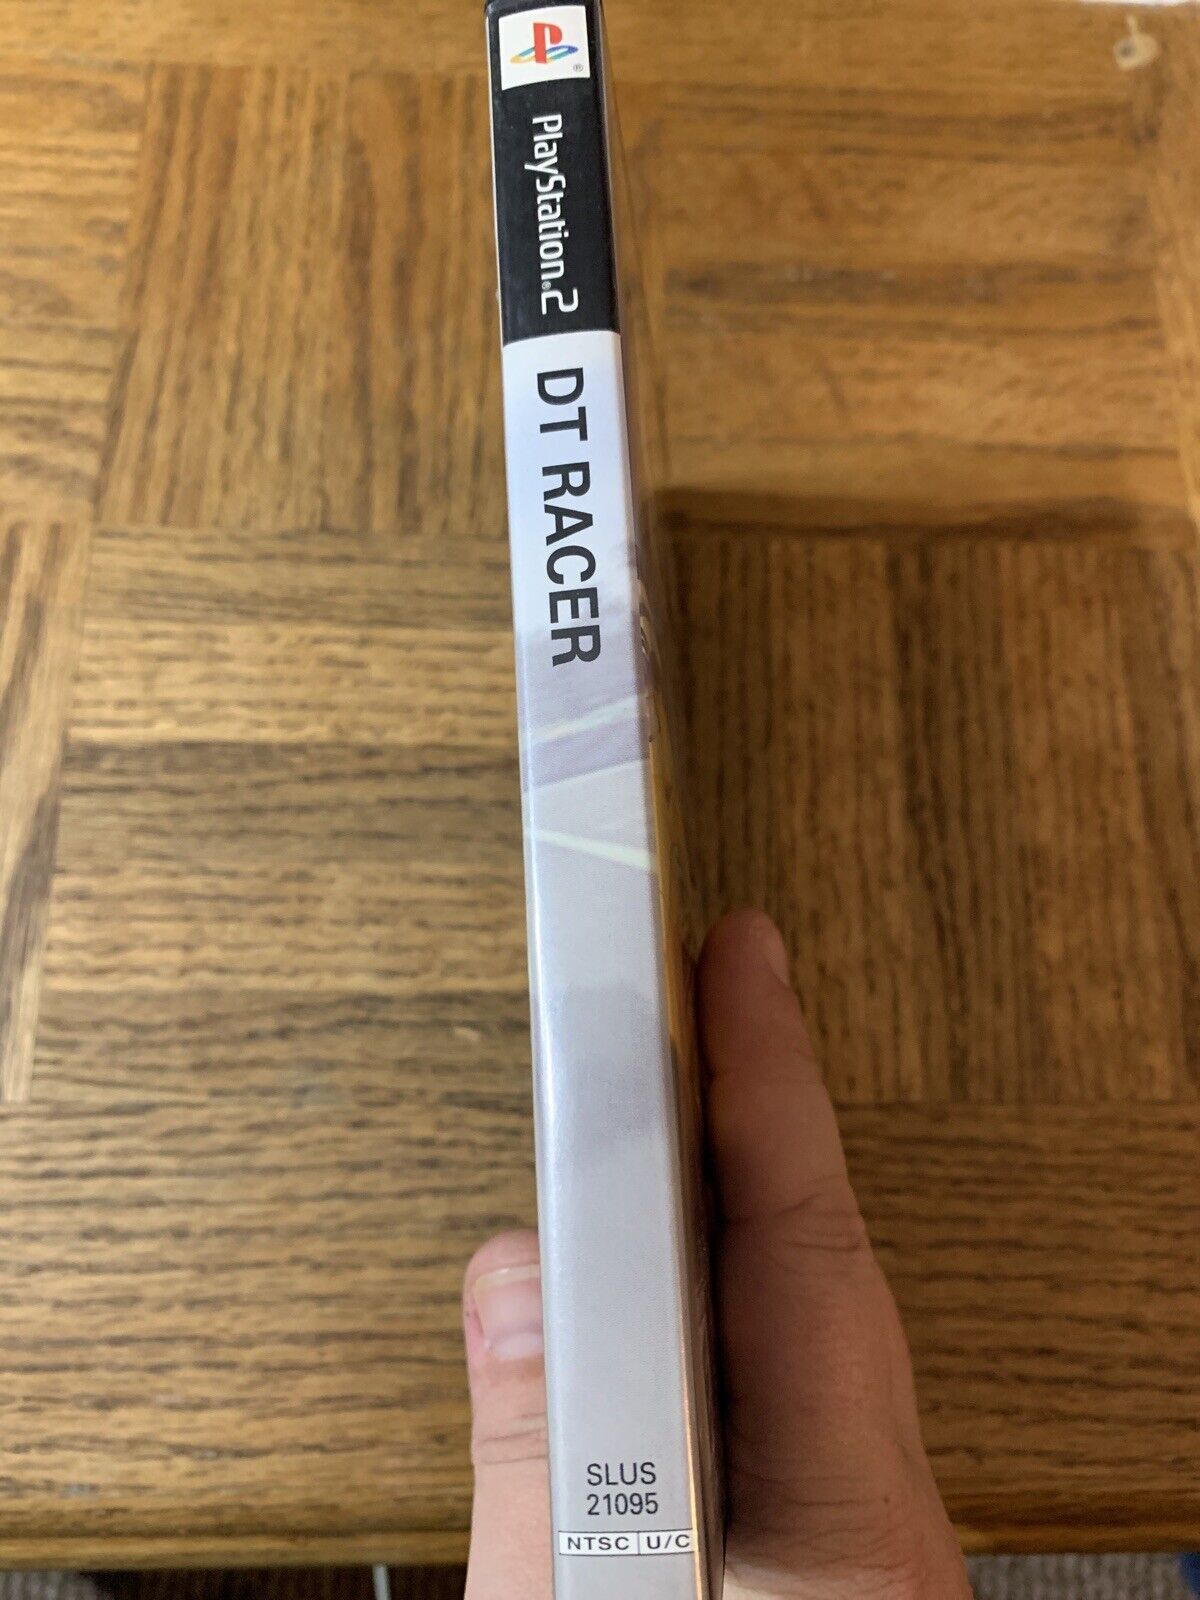 PlayStation®2
DT RACER
SLUS
21095
NTSC U/C